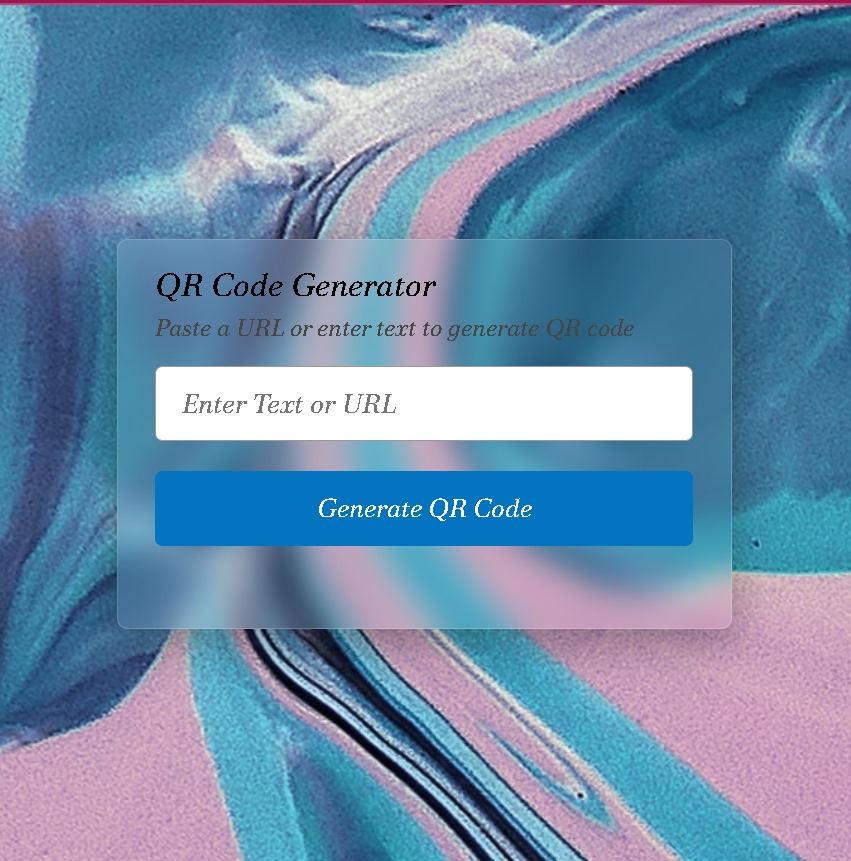 QR Code Generator
Paste a URL or enter text to generate QR code
Enter Text or URL
Generate QR Code